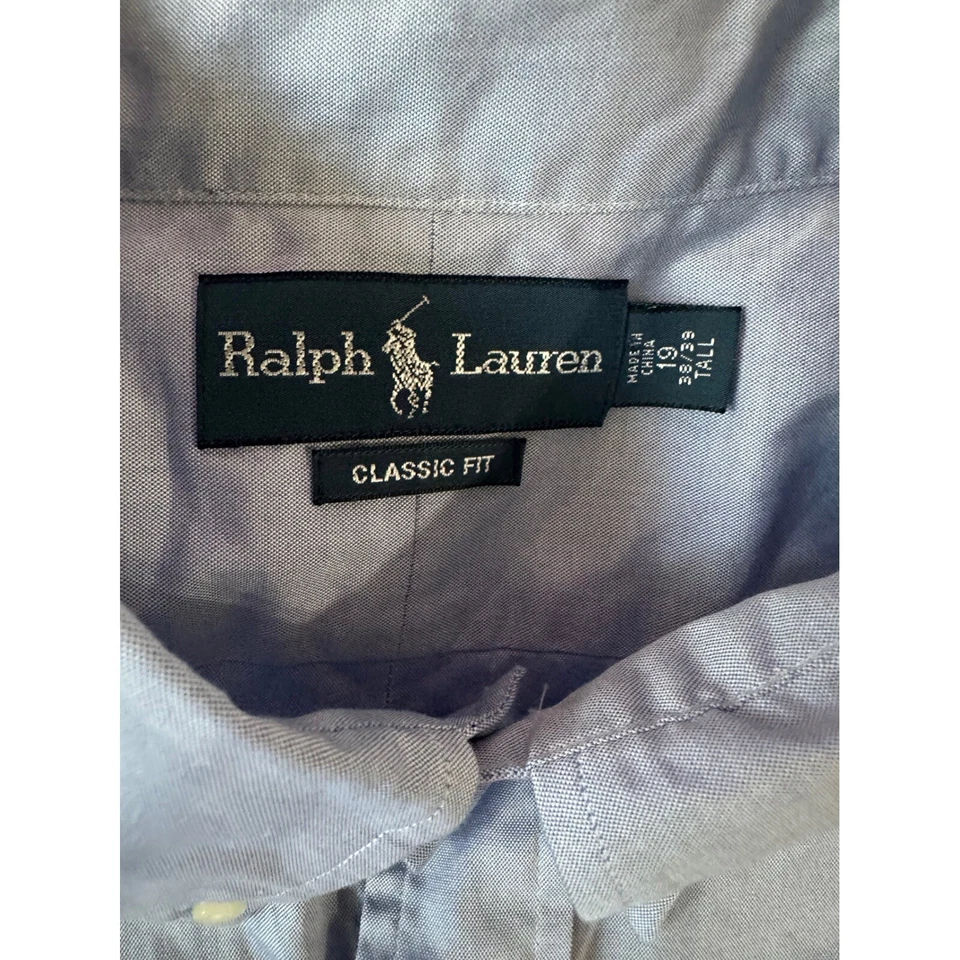 Ralph Lauren
CLASSIC FIT
MADE IN
CHINA
19
38/39
TALL